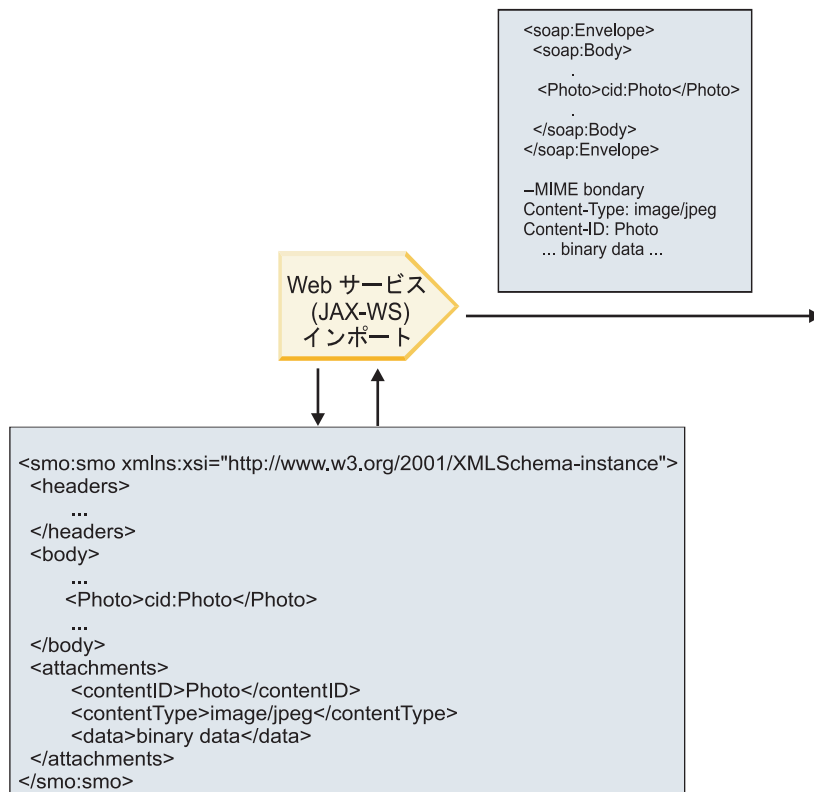 <soap:Envelope>
<soap:Body>
.
<Photo>cid:Photo</Photo>
.
</soap:Body>
</soap:Envelope>
–MIME bondary
Content-Type: image/jpeg
Content-ID: Photo
... binary data ...
Web サービス
(JAX-WS)
インポート
<smo:smo xmlns:xsi="http://www.w3.org/2001/XMLSchema-instance">
<headers>
...
</headers>
<body>
...
<Photo>cid:Photo</Photo>
...
</body>
<attachments>
<contentID>Photo</contentID>
<contentType>image/jpeg</contentType>
<data>binary data</data>
</attachments>
</smo:smo>